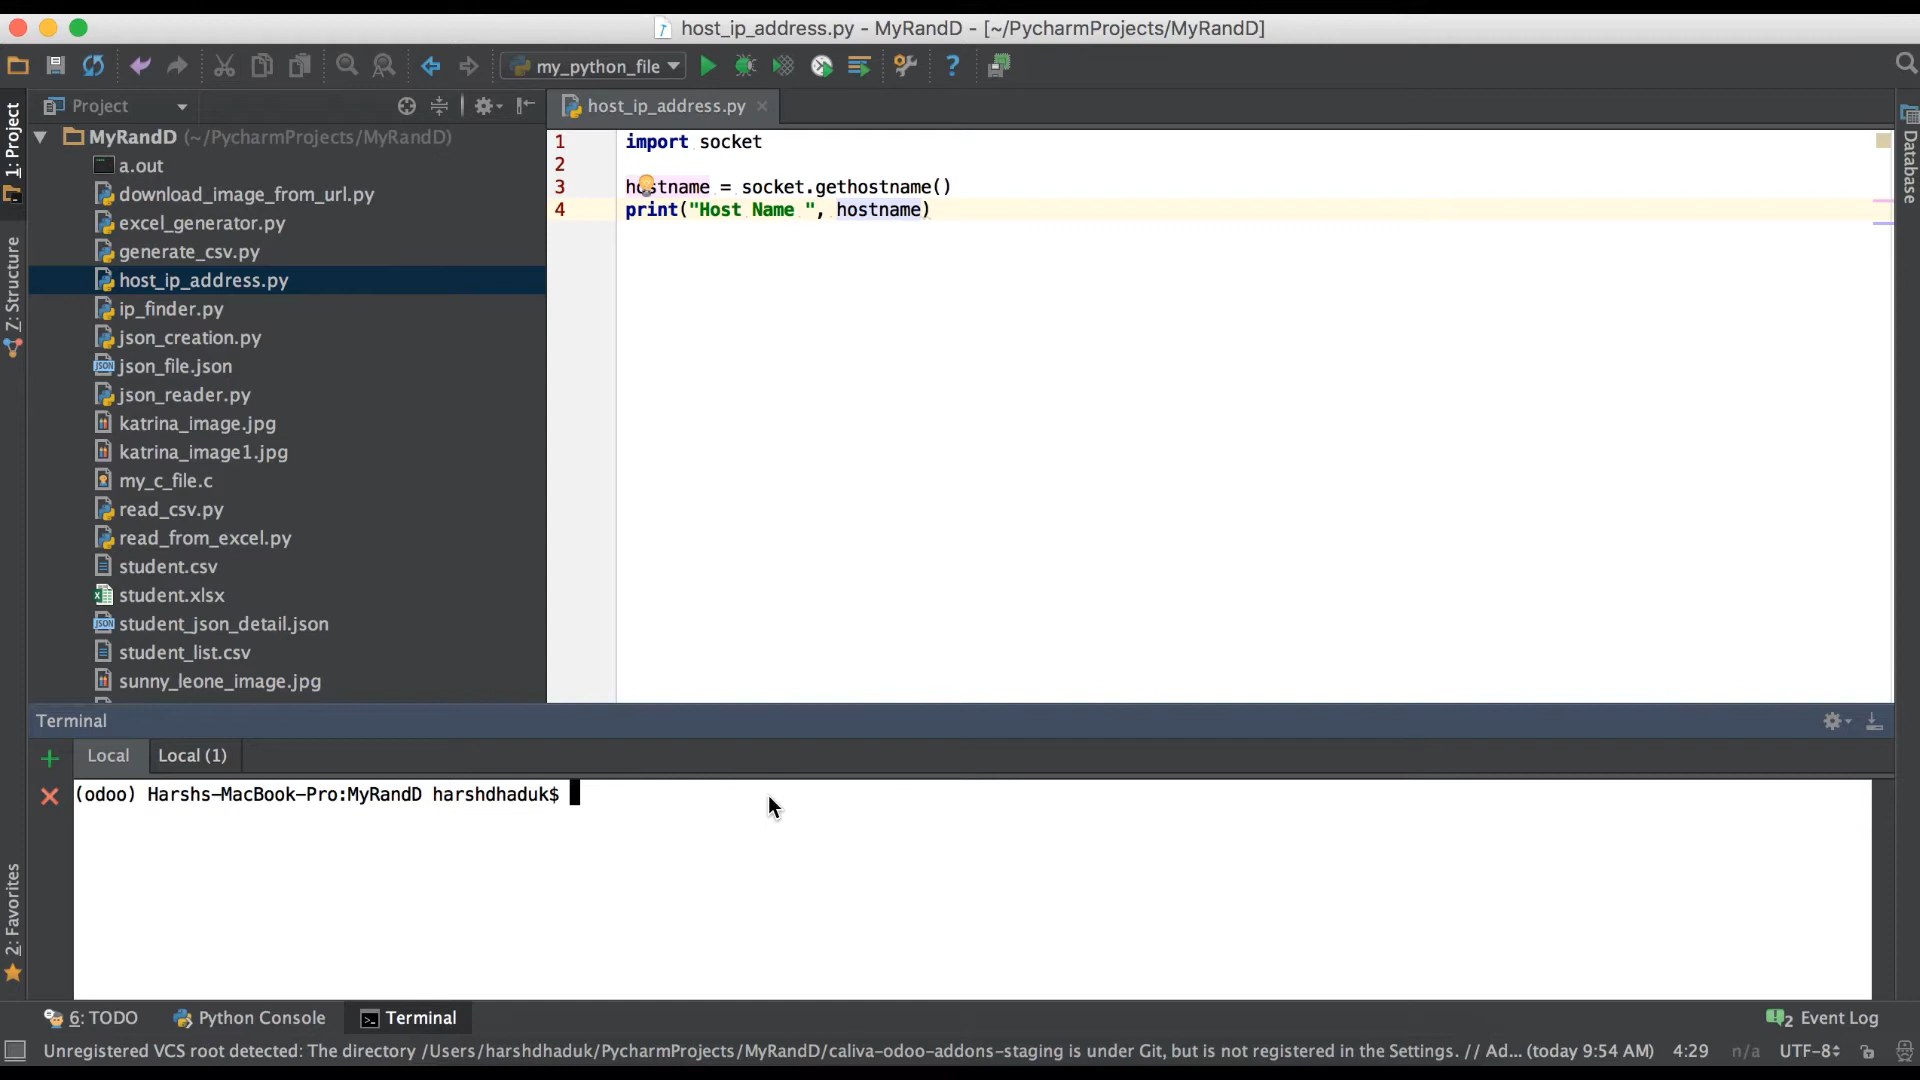 host_ip_address.py - MyRandD - [~/PycharmProjects/MyRandD]
my_python_file
?
Project
host_ip_address.py
1: Project
7: Structure
2: Favorites
Database
MyRandD (~/PycharmProjects/MyRandD)
a.out
download_image_from_url.py
excel_generator.py
generate_csv.py
host_ip_address.py
ip_finder.py
json_creation.py
json_file.json
json_reader.py
katrina_image.jpg
katrina_image1.jpg
my_c_file.c
read_csv.py
read_from_excel.py
student.csv
student.xlsx
student_json_detail.json
student_list.csv
sunny_leone_image.jpg
1 import socket
2
3 hostname = socket.gethostname()
4 print("Host Name ", hostname)
Terminal
Local Local (1)
(odoo) Harshs-MacBook-Pro:MyRandD harshdhaduk$
6: TODO Python Console Terminal 2 Event Log
Unregistered VCS root detected: The directory /Users/harshdhaduk/PycharmProjects/MyRandD/caliva-odoo-addons-staging is under Git, but is not registered in the Settings. // Ad... (today 9:54 AM) 4:29 n/a UTF-8